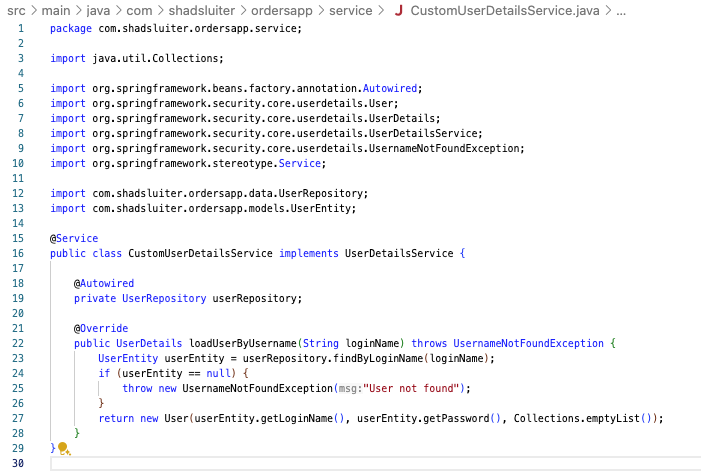 src > main > java > com > shadsluiter > ordersapp > service > J CustomUserDetailsService.java > ...
1 package com.shadsluiter.ordersapp.service;
2
3 import java.util.Collections;
4
5 import org.springframework.beans.factory.annotation.Autowired;
6 import org.springframework.security.core.userdetails.User;
7 import org.springframework.security.core.userdetails.UserDetails;
8 import org.springframework.security.core.userdetails.UserDetailsService;
9 import org.springframework.security.core.userdetails.UsernameNotFoundException;
10 import org.springframework.stereotype.Service;
11
12 import com.shadsluiter.ordersapp.data.UserRepository;
13 import com.shadsluiter.ordersapp.models.UserEntity;
14
15 @Service
16 public class CustomUserDetailsService implements UserDetailsService {
17
18     @Autowired
19     private UserRepository userRepository;
20
21     @Override
22     public UserDetails loadUserByUsername(String loginName) throws UsernameNotFoundException {
23         UserEntity userEntity = userRepository.findByLoginName(loginName);
24         if (userEntity == null) {
25             throw new UsernameNotFoundException(msg:"User not found");
26         }
27         return new User(userEntity.getLoginName(), userEntity.getPassword(), Collections.emptyList());
28     }
29 }
30